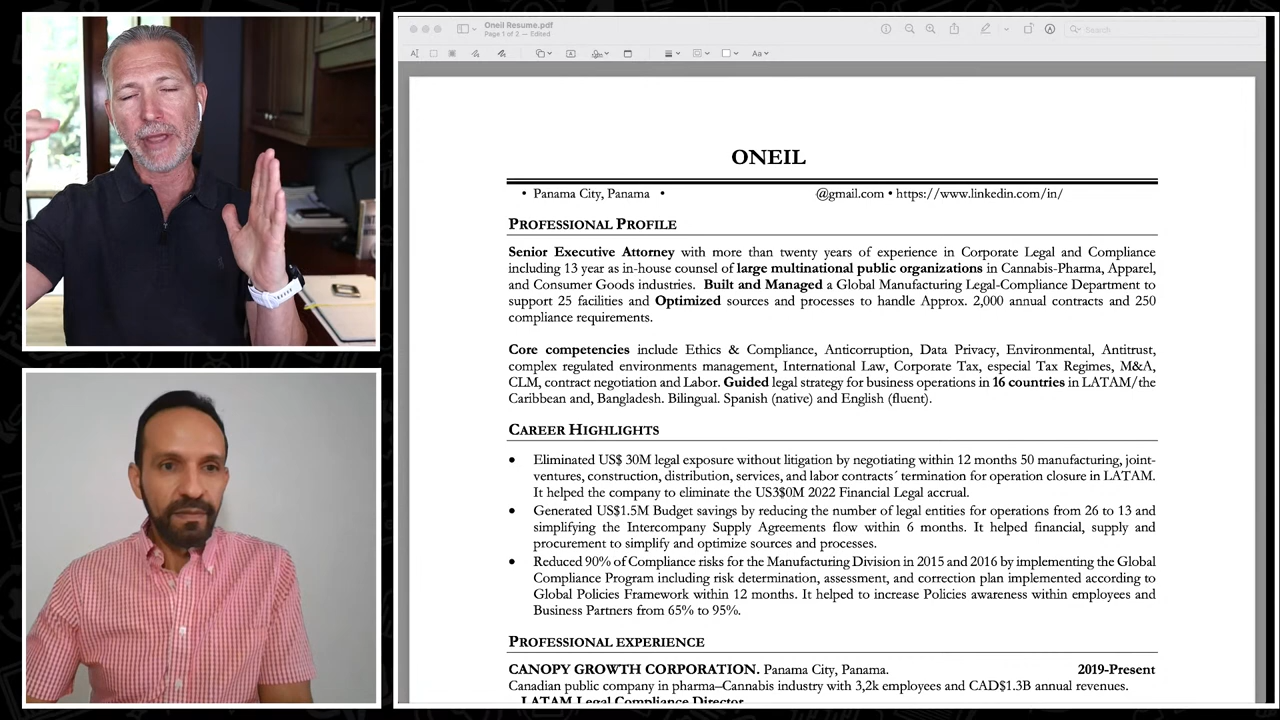 Oneil Resume.pdf
Page 1 of 2 — Edited
Search
ONEIL
• Panama City, Panama • @gmail.com • https://www.linkedin.com/in/
PROFESSIONAL PROFILE
Senior Executive Attorney with more than twenty years of experience in Corporate Legal and Compliance
including 13 year as in-house counsel of large multinational public organizations in Cannabis-Pharma, Apparel,
and Consumer Goods industries. Built and Managed a Global Manufacturing Legal-Compliance Department to
support 25 facilities and Optimized sources and processes to handle Approx. 2,000 annual contracts and 250
compliance requirements.
Core competencies include Ethics & Compliance, Anticorruption, Data Privacy, Environmental, Antitrust,
complex regulated environments management, International Law, Corporate Tax, especial Tax Regimes, M&A,
CLM, contract negotiation and Labor. Guided legal strategy for business operations in 16 countries in LATAM/the
Caribbean and, Bangladesh. Bilingual. Spanish (native) and English (fluent).
CAREER HIGHLIGHTS
• Eliminated US$ 30M legal exposure without litigation by negotiating within 12 months 50 manufacturing, joint-
ventures, construction, distribution, services, and labor contracts´ termination for operation closure in LATAM.
It helped the company to eliminate the US3$0M 2022 Financial Legal accrual.
• Generated US$1.5M Budget savings by reducing the number of legal entities for operations from 26 to 13 and
simplifying the Intercompany Supply Agreements flow within 6 months. It helped financial, supply and
procurement to simplify and optimize sources and processes.
• Reduced 90% of Compliance risks for the Manufacturing Division in 2015 and 2016 by implementing the Global
Compliance Program including risk determination, assessment, and correction plan implemented according to
Global Policies Framework within 12 months. It helped to increase Policies awareness within employees and
Business Partners from 65% to 95%.
PROFESSIONAL EXPERIENCE
CANOPY GROWTH CORPORATION. Panama City, Panama. 2019-Present
Canadian public company in pharma–Cannabis industry with 3,2k employees and CAD$1.3B annual revenues.
LATAM Legal Compliance Director